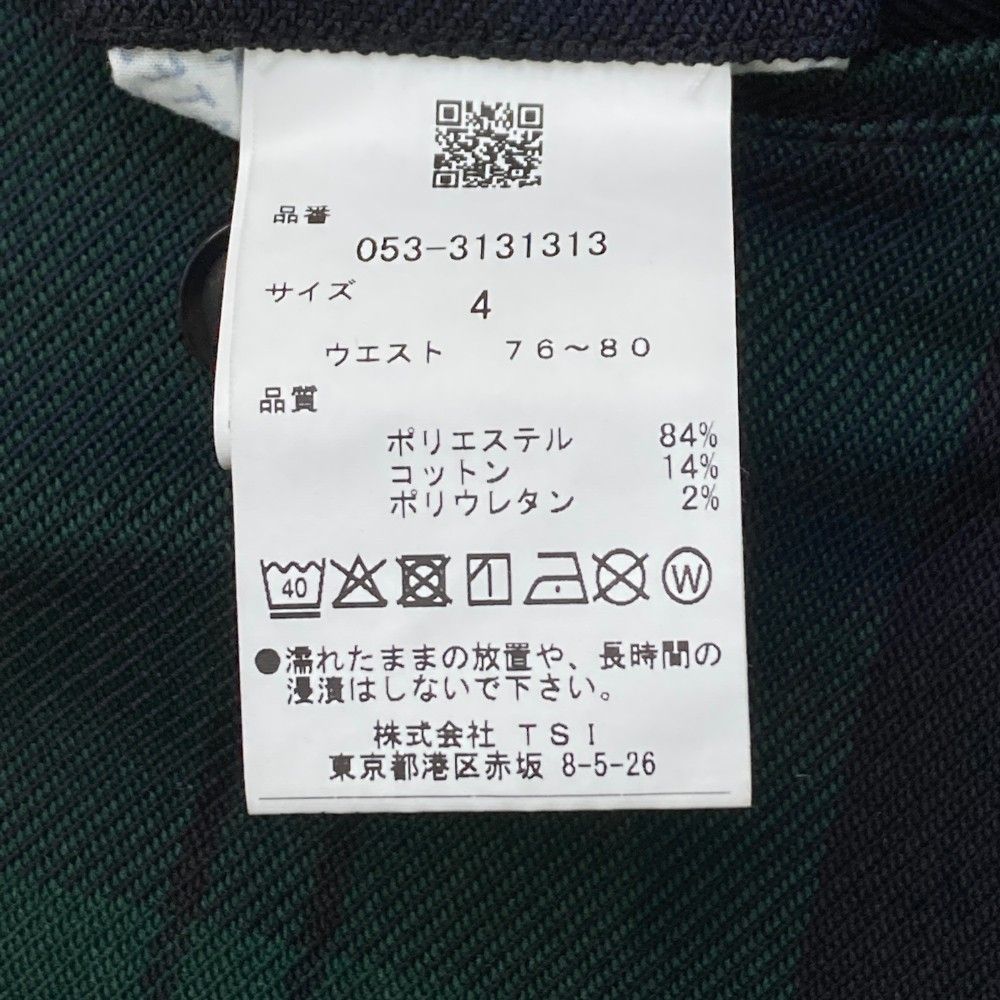 品番
053-3131313
サイズ
4
ウエスト 76~80
品質
ポリエステル 84%
コットン 14%
ポリウレタン 2%
40 W
●濡れたままの放置や、長時間の
浸漬はしないで下さい。
株式会社 TSI
東京都港区赤坂 8-5-26